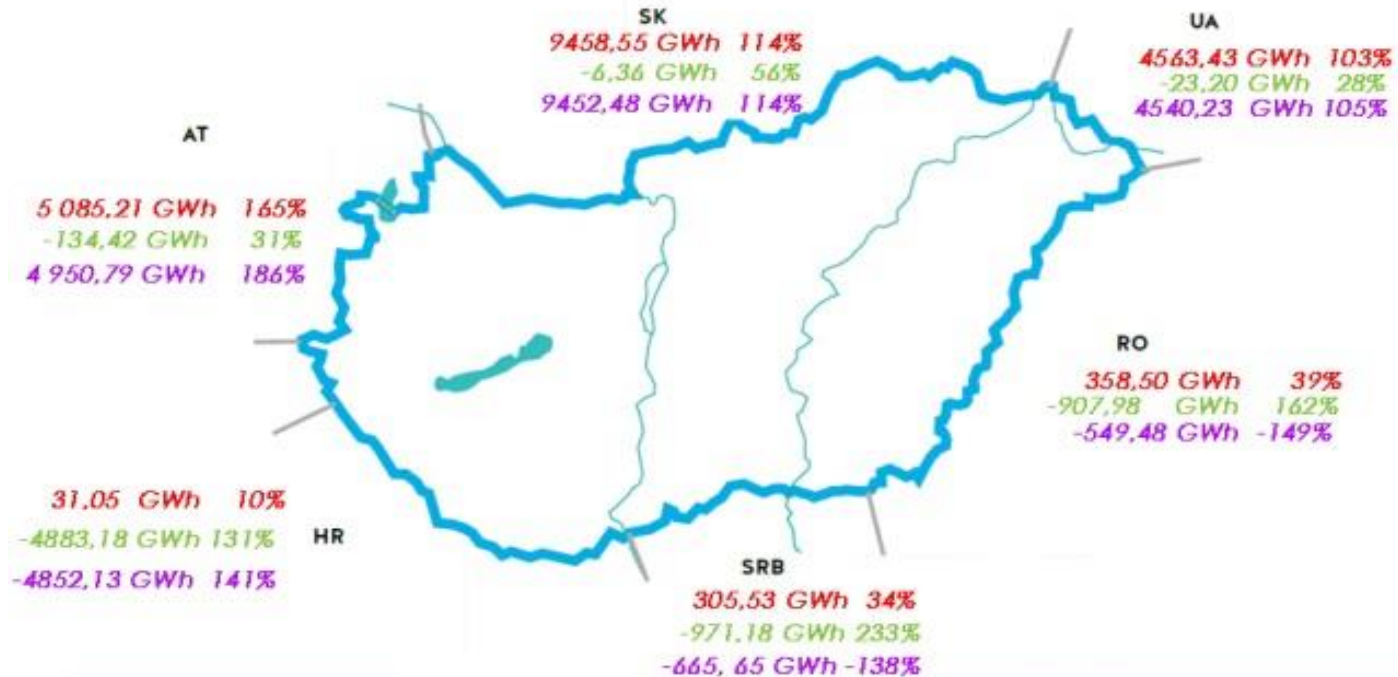 SK
9458,55 GWh 114%
-6,36 GWh 56%
9452,48 GWh 114%
UA
4563,43 GWh 103%
-23,20 GWh 28%
4540,23 GWh 105%
AT
5 085,21 GWh 165%
-134,42 GWh 31%
4 950,79 GWh 186%
RO
358,50 GWh 39%
-907,98 GWh 162%
-549,48 GWh -149%
31,05 GWh 10%
-4883,18 GWh 131%
HR
-4852,13 GWh 141%
SRB
305,53 GWh 34%
-971,18 GWh 233%
-665, 65 GWh -138%